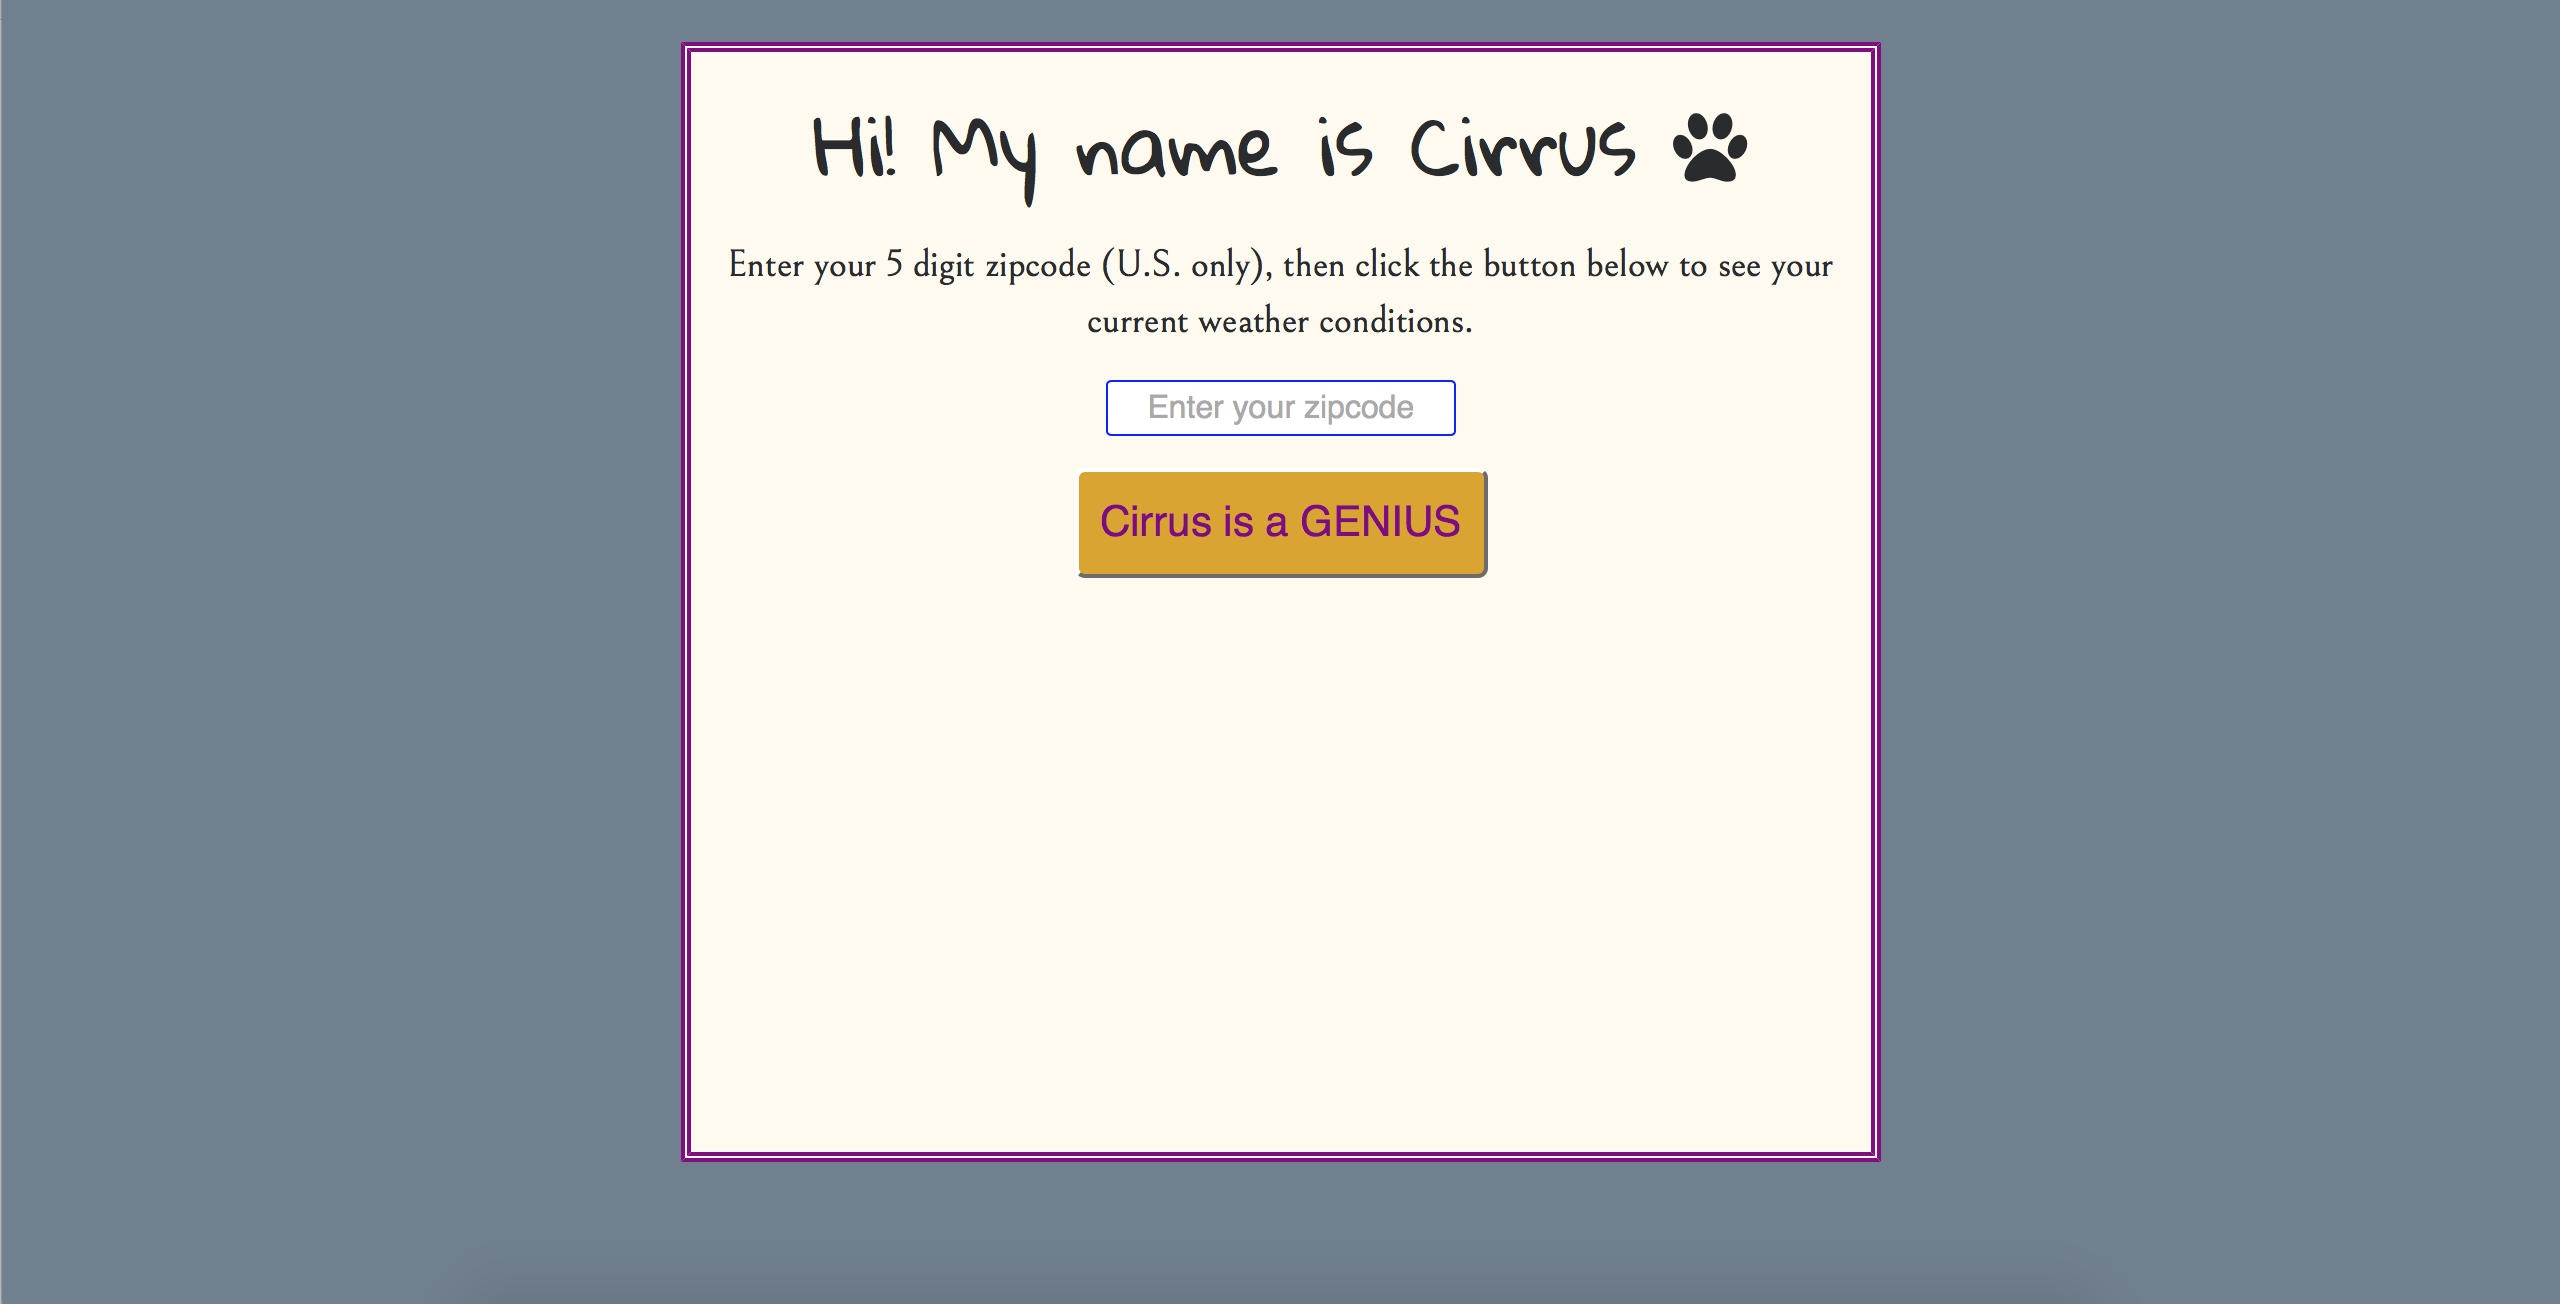 Hi! My name is Cirrus
Enter your 5 digit zipcode (U.S. only), then click the button below to see your
current weather conditions.
Enter your zipcode
Cirrus is a GENIUS